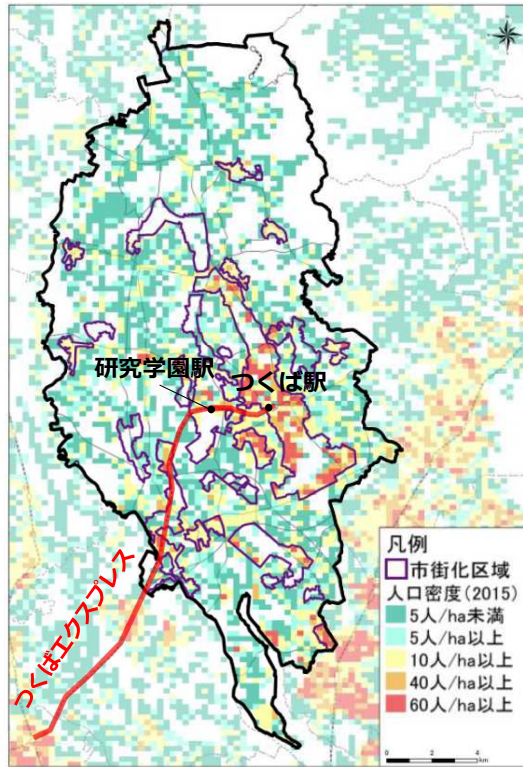 研究学園駅
つくば駅
つくばエクスプレス
凡例
市街化区域
人口密度(2015)
5人/ha未満
5人/ha以上
10人/ha以上
40人/ha以上
60人/ha以上
0 2 4
km